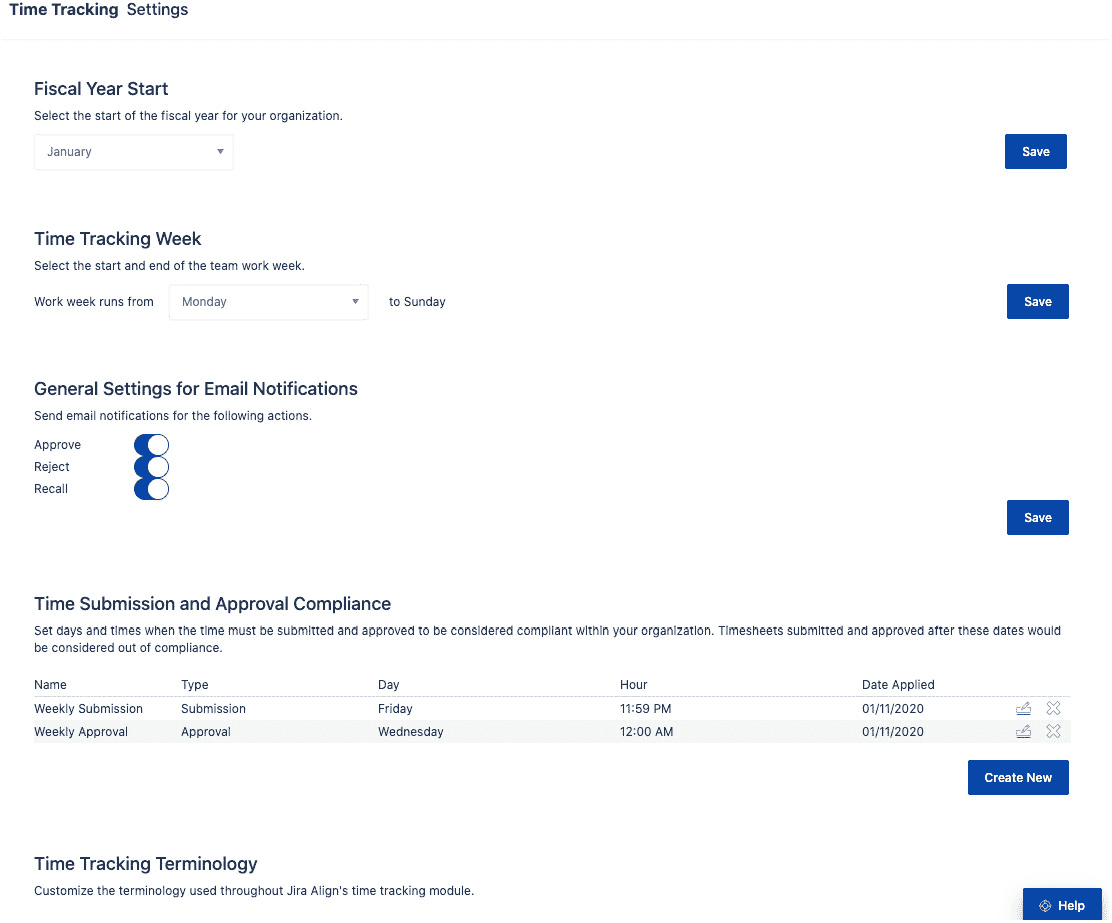 Time Tracking Settings
Fiscal Year Start
Select the start of the fiscal year for your organization.
January
Save
Time Tracking Week
Select the start and end of the team work week.
Work week runs from Monday to Sunday
Save
General Settings for Email Notifications
Send email notifications for the following actions.
Approve
Reject
Recall
Save
Time Submission and Approval Compliance
Set days and times when the time must be submitted and approved to be considered compliant within your organization. Timesheets submitted and approved after these dates would
be considered out of compliance.
Name Type Day Hour Date Applied
Weekly Submission Submission Friday 11:59 PM 01/11/2020
Weekly Approval Approval Wednesday 12:00 AM 01/11/2020
Create New
Time Tracking Terminology
Customize the terminology used throughout Jira Align's time tracking module.
Help